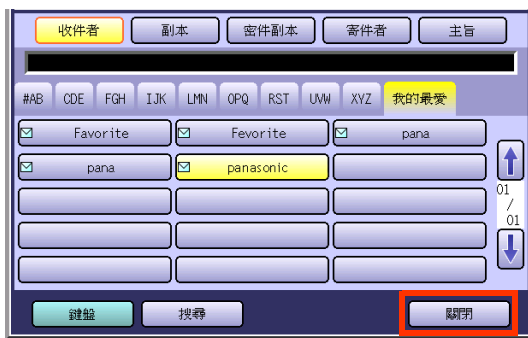 收件者 副本 密件副本 寄件者 主旨
#AB CDE FGH IJK LMN OPQ RST UVW XYZ 我的最愛
Favorite Fevorite pana
pana panasonic
01
/
01
鍵盤 搜尋 關閉